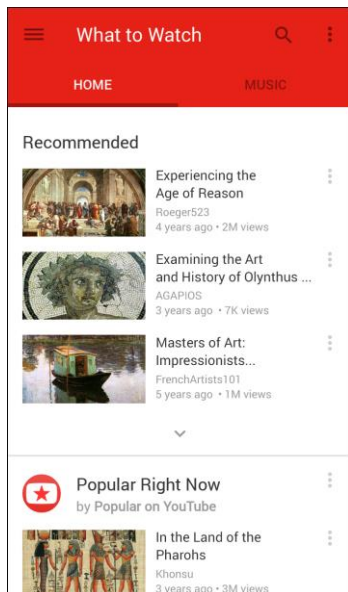 What to Watch
HOME
MUSIC
Recommended
Experiencing the
Age of Reason
Roeger523
4 years ago • 2M views
Examining the Art
and History of Olynthus ...
AGAPIOS
3 years ago • 7K views
Masters of Art:
Impressionists...
FrenchArtists101
5 years ago • 1M views
Popular Right Now
by Popular on YouTube
In the Land of the
Pharohs
Khonsu
3 years ago • 3M views